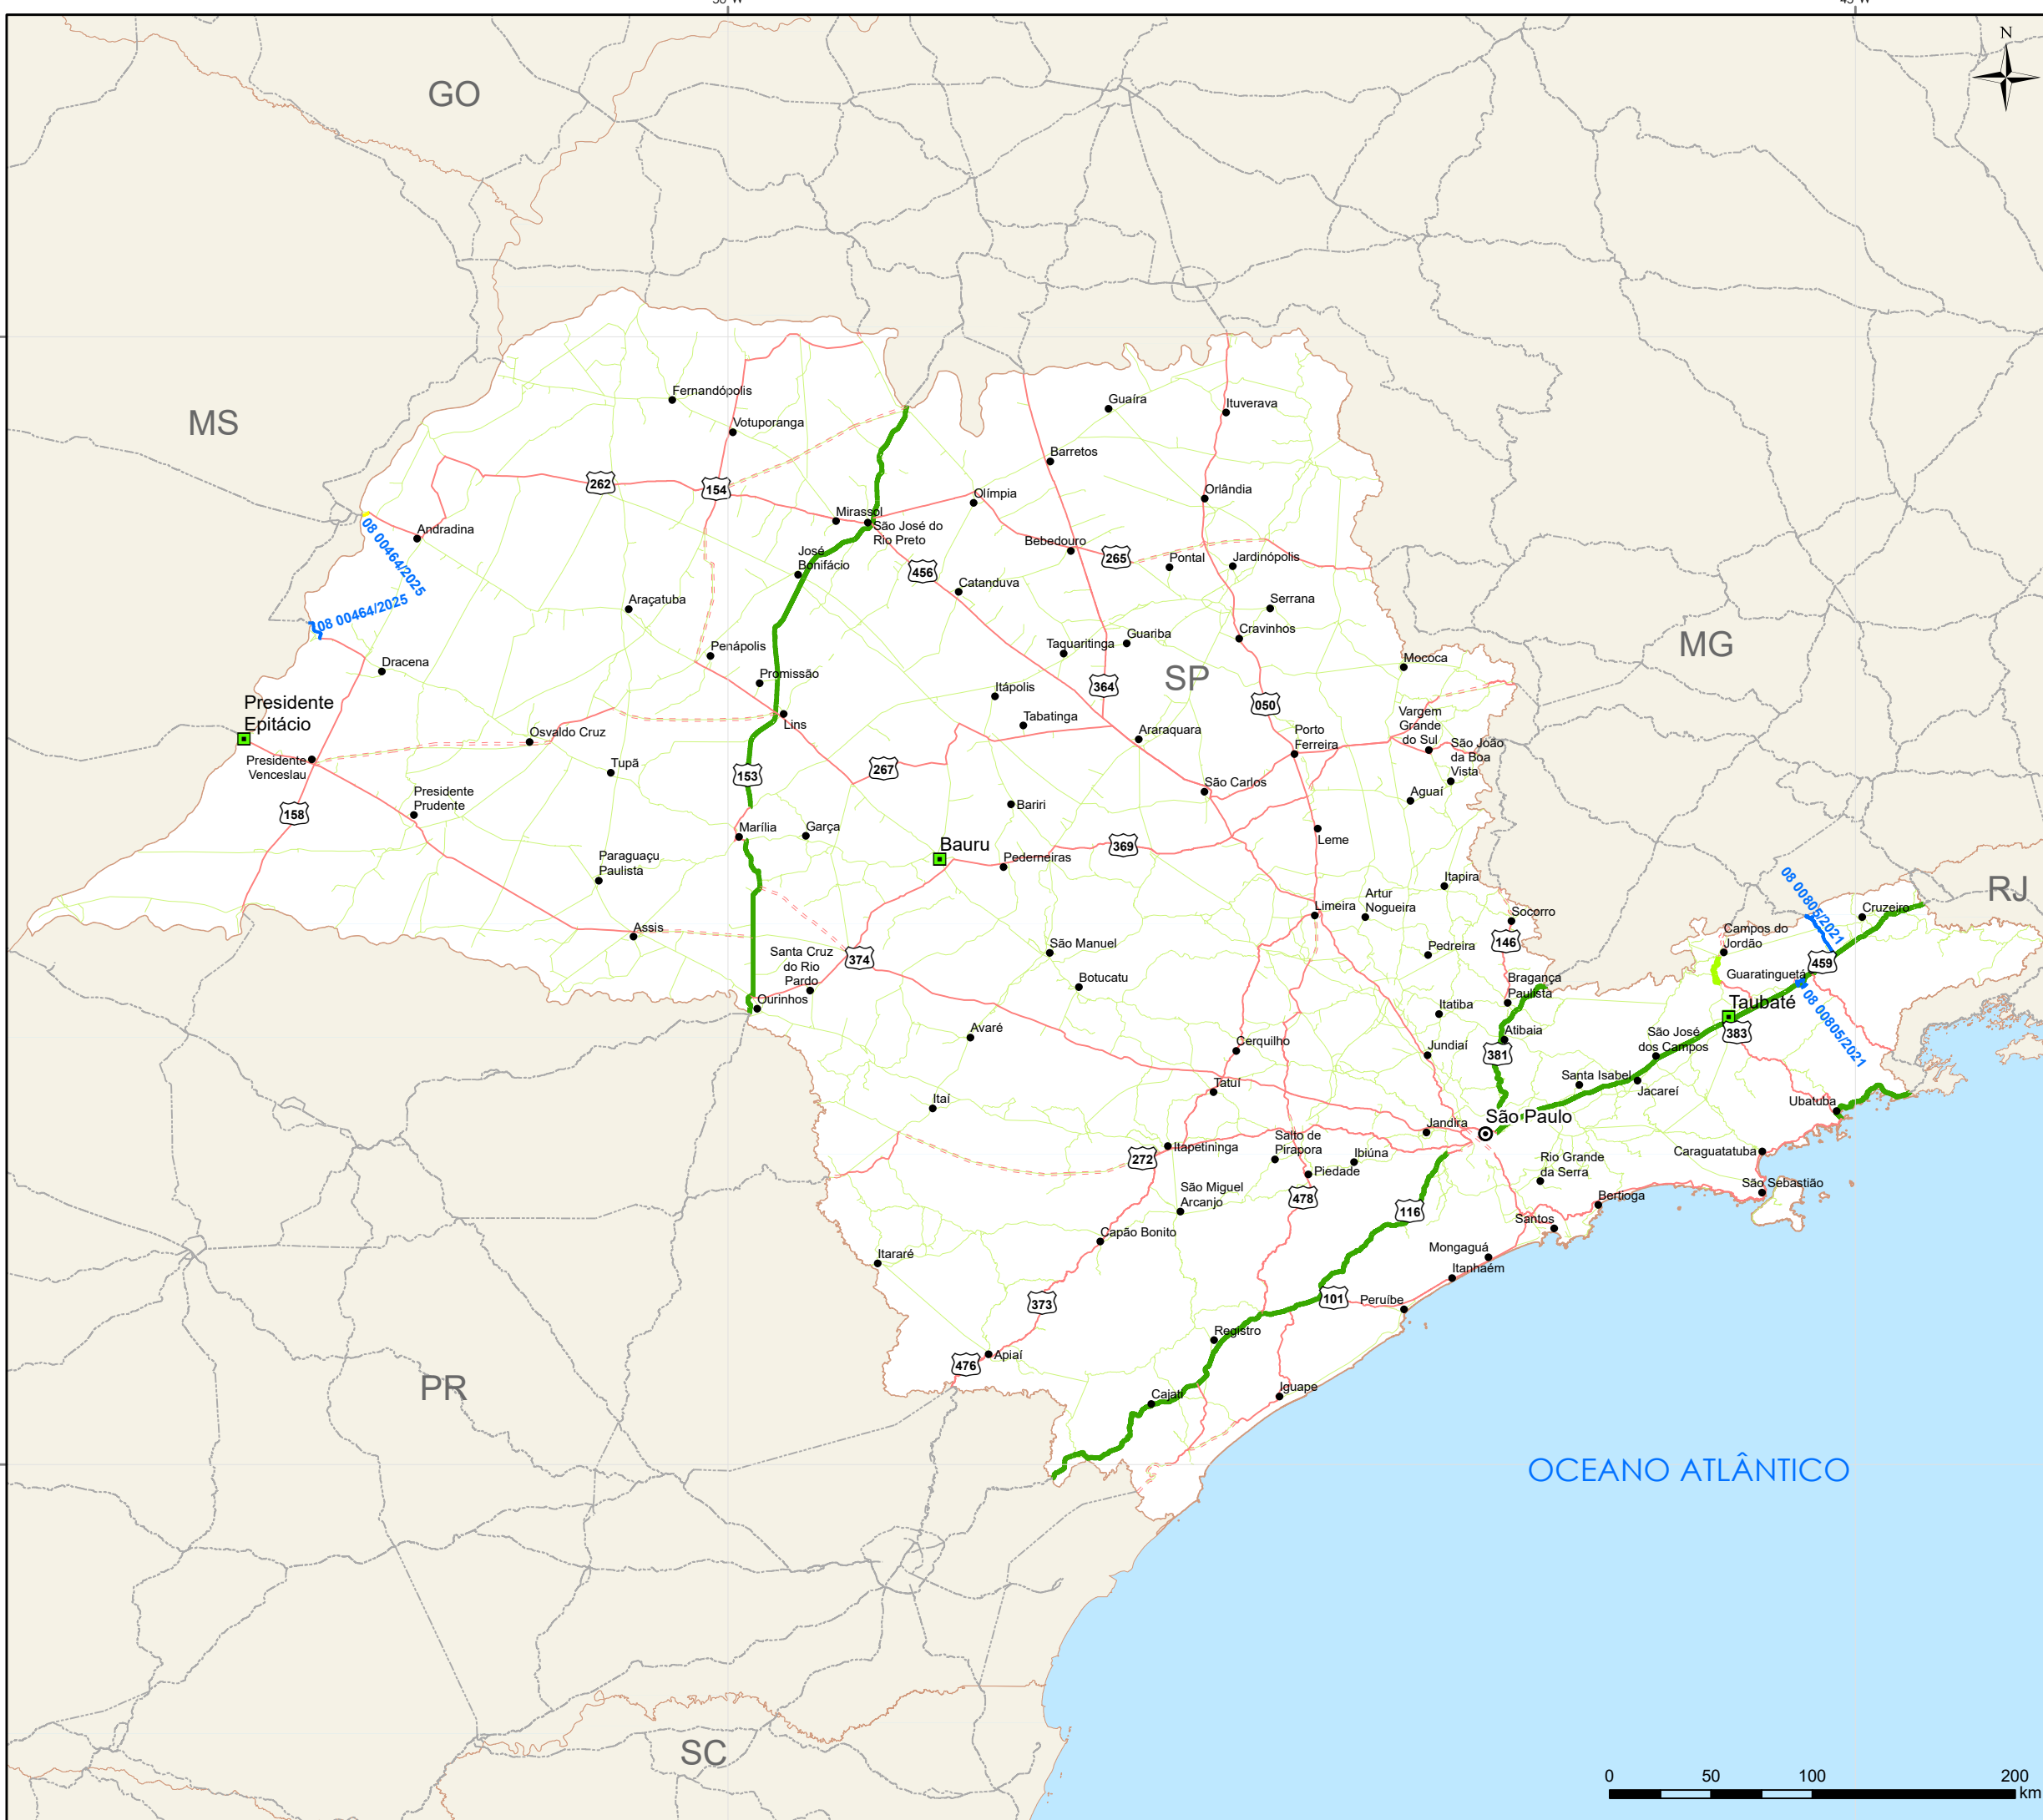 N
GO
MS
MG
SP
RJ
PR
SC
Fernandópolis
Votuporanga
Guaíra
Ituverava
Barretos
262
154
Olímpia
Orlândia
Andradina
Mirassol
São José do
Rio Preto
08 00464/2025
08 00464/2025
José
Bonifácio
Bebedouro
265
Pontal
Jardinópolis
456
Catanduva
Araçatuba
Serrana
Cravinhos
Penápolis
Taquaritinga
Guariba
Dracena
Promissão
Mococa
364
Itápolis
Presidente
Epitácio
050
Lins
Tabatinga
Vargem
Grande
do Sul
Osvaldo Cruz
Araraquara
Porto
Ferreira
São João
da Boa
Vista
Presidente
Venceslau
Tupã
153
267
São Carlos
Aguaí
158
Presidente
Prudente
Bariri
Marília
Garça
Leme
Bauru
369
Paraguaçu
Paulista
Pederneiras
Itapira
08 00805/2021
Artur
Nogueira
Limeira
Socorro
Cruzeiro
Assis
Campos do
Jordão
146
São Manuel
Pedreira
Santa Cruz
do Rio
Pardo
374
459
Guaratinguetá
Botucatu
Bragança
Paulista
Ourinhos
Taubaté
Itatiba
08 00805/2021
Avaré
Atibaia
383
São José
dos Campos
Cerquilho
Jundiaí
381
Santa Isabel
Jacareí
Tatuí
Itaí
Ubatuba
São Paulo
Jandira
Itapetininga
Salto de
Pirapora
Caraguatatuba
272
Ibiúna
Rio Grande
da Serra
Piedade
São Miguel
Arcanjo
São Sebastião
478
Bertioga
116
Santos
Capão Bonito
Mongaguá
Itararé
Itanhaém
373
101
Peruíbe
Registro
476
Apiaí
Cajati
Iguape
OCEANO ATLÂNTICO
0 50 100 200
km